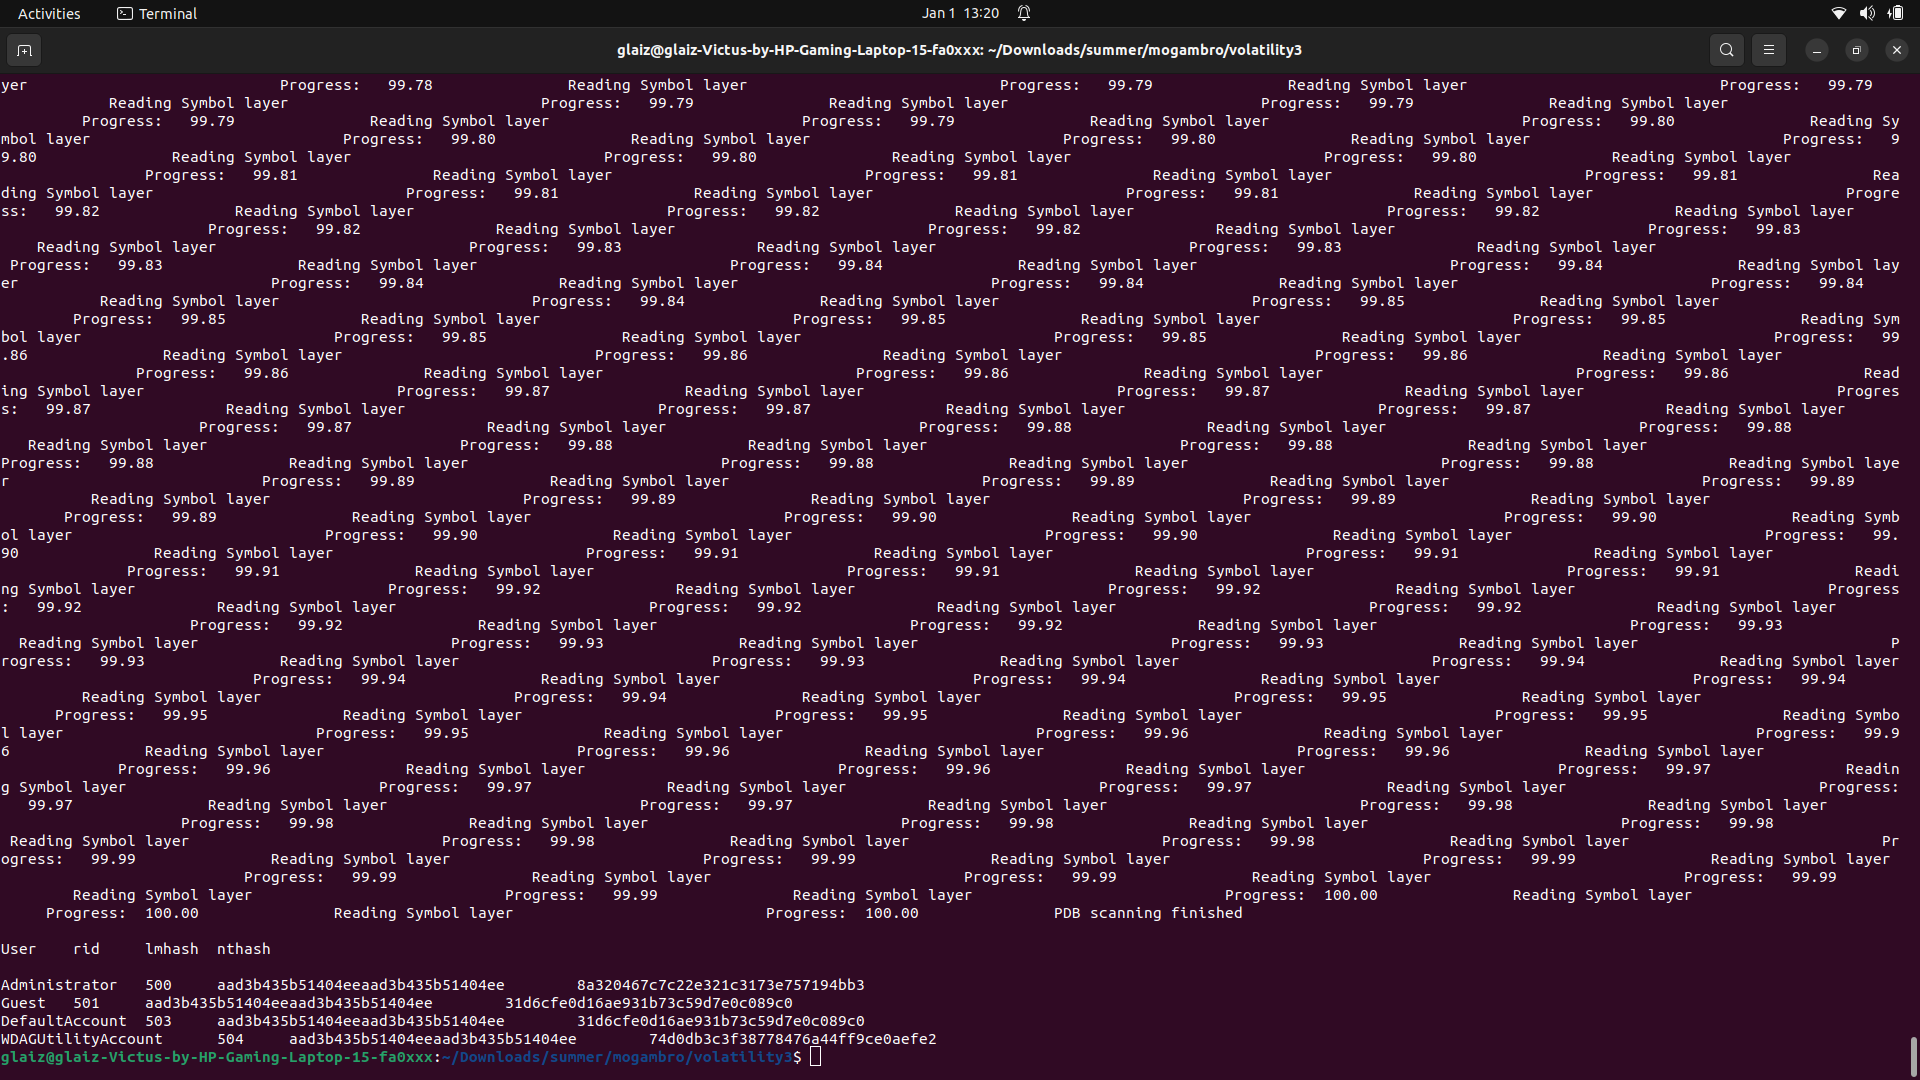 Activities Terminal Jan 1 13:20
glaiz@glaiz-Victus-by-HP-Gaming-Laptop-15-fa0xxx: ~/Downloads/summer/mogambro/volatility3
yer Progress: 99.78 Reading Symbol layer Progress: 99.79 Reading Symbol layer Progress: 99.79
Reading Symbol layer Progress: 99.79 Reading Symbol layer Progress: 99.79 Reading Symbol layer
Progress: 99.79 Reading Symbol layer Progress: 99.79 Reading Symbol layer Progress: 99.80 Reading Sy
mbol layer Progress: 99.80 Reading Symbol layer Progress: 99.80 Reading Symbol layer Progress: 9
9.80 Reading Symbol layer Progress: 99.80 Reading Symbol layer Progress: 99.80 Reading Symbol layer
Progress: 99.81 Reading Symbol layer Progress: 99.81 Reading Symbol layer Progress: 99.81 Rea
ding Symbol layer Progress: 99.81 Reading Symbol layer Progress: 99.81 Reading Symbol layer Progre
ss: 99.82 Reading Symbol layer Progress: 99.82 Reading Symbol layer Progress: 99.82 Reading Symbol layer
Progress: 99.82 Reading Symbol layer Progress: 99.82 Reading Symbol layer Progress: 99.83
Reading Symbol layer Progress: 99.83 Reading Symbol layer Progress: 99.83 Reading Symbol layer
Progress: 99.83 Reading Symbol layer Progress: 99.84 Reading Symbol layer Progress: 99.84 Reading Symbol lay
er Progress: 99.84 Reading Symbol layer Progress: 99.84 Reading Symbol layer Progress: 99.84
Reading Symbol layer Progress: 99.84 Reading Symbol layer Progress: 99.85 Reading Symbol layer
Progress: 99.85 Reading Symbol layer Progress: 99.85 Reading Symbol layer Progress: 99.85 Reading Sym
bol layer Progress: 99.85 Reading Symbol layer Progress: 99.85 Reading Symbol layer Progress: 99
.86 Reading Symbol layer Progress: 99.86 Reading Symbol layer Progress: 99.86 Reading Symbol layer
Progress: 99.86 Reading Symbol layer Progress: 99.86 Reading Symbol layer Progress: 99.86 Read
ing Symbol layer Progress: 99.87 Reading Symbol layer Progress: 99.87 Reading Symbol layer Progres
s: 99.87 Reading Symbol layer Progress: 99.87 Reading Symbol layer Progress: 99.87 Reading Symbol layer
Progress: 99.87 Reading Symbol layer Progress: 99.88 Reading Symbol layer Progress: 99.88
Reading Symbol layer Progress: 99.88 Reading Symbol layer Progress: 99.88 Reading Symbol layer
Progress: 99.88 Reading Symbol layer Progress: 99.88 Reading Symbol layer Progress: 99.88 Reading Symbol laye
r Progress: 99.89 Reading Symbol layer Progress: 99.89 Reading Symbol layer Progress: 99.89
Reading Symbol layer Progress: 99.89 Reading Symbol layer Progress: 99.89 Reading Symbol layer
Progress: 99.89 Reading Symbol layer Progress: 99.90 Reading Symbol layer Progress: 99.90 Reading Symb
ol layer Progress: 99.90 Reading Symbol layer Progress: 99.90 Reading Symbol layer Progress: 99.
90 Reading Symbol layer Progress: 99.91 Reading Symbol layer Progress: 99.91 Reading Symbol layer
Progress: 99.91 Reading Symbol layer Progress: 99.91 Reading Symbol layer Progress: 99.91 Readi
ng Symbol layer Progress: 99.92 Reading Symbol layer Progress: 99.92 Reading Symbol layer Progress
: 99.92 Reading Symbol layer Progress: 99.92 Reading Symbol layer Progress: 99.92 Reading Symbol layer
Progress: 99.92 Reading Symbol layer Progress: 99.92 Reading Symbol layer Progress: 99.93
Reading Symbol layer Progress: 99.93 Reading Symbol layer Progress: 99.93 Reading Symbol layer P
rogress: 99.93 Reading Symbol layer Progress: 99.93 Reading Symbol layer Progress: 99.94 Reading Symbol layer
Progress: 99.94 Reading Symbol layer Progress: 99.94 Reading Symbol layer Progress: 99.94
Reading Symbol layer Progress: 99.94 Reading Symbol layer Progress: 99.95 Reading Symbol layer
Progress: 99.95 Reading Symbol layer Progress: 99.95 Reading Symbol layer Progress: 99.95 Reading Symbo
l layer Progress: 99.95 Reading Symbol layer Progress: 99.96 Reading Symbol layer Progress: 99.9
6 Reading Symbol layer Progress: 99.96 Reading Symbol layer Progress: 99.96 Reading Symbol layer
Progress: 99.96 Reading Symbol layer Progress: 99.96 Reading Symbol layer Progress: 99.97 Readin
g Symbol layer Progress: 99.97 Reading Symbol layer Progress: 99.97 Reading Symbol layer Progress:
99.97 Reading Symbol layer Progress: 99.97 Reading Symbol layer Progress: 99.98 Reading Symbol layer
Progress: 99.98 Reading Symbol layer Progress: 99.98 Reading Symbol layer Progress: 99.98
Reading Symbol layer Progress: 99.98 Reading Symbol layer Progress: 99.98 Reading Symbol layer Pr
ogress: 99.99 Reading Symbol layer Progress: 99.99 Reading Symbol layer Progress: 99.99 Reading Symbol layer
Progress: 99.99 Reading Symbol layer Progress: 99.99 Reading Symbol layer Progress: 99.99
Reading Symbol layer Progress: 99.99 Reading Symbol layer Progress: 100.00 Reading Symbol layer
Progress: 100.00 Reading Symbol layer Progress: 100.00 PDB scanning finished
User rid lmhash nthash
Administrator 500 aad3b435b51404eeaad3b435b51404ee 8a320467c7c22e321c3173e757194bb3
Guest 501 aad3b435b51404eeaad3b435b51404ee 31d6cfe0d16ae931b73c59d7e0c089c0
DefaultAccount 503 aad3b435b51404eeaad3b435b51404ee 31d6cfe0d16ae931b73c59d7e0c089c0
WDAGUtilityAccount 504 aad3b435b51404eeaad3b435b51404ee 74d0db3c3f38778476a44ff9ce0aefe2
glaiz@glaiz-Victus-by-HP-Gaming-Laptop-15-fa0xxx:~/Downloads/summer/mogambro/volatility3$